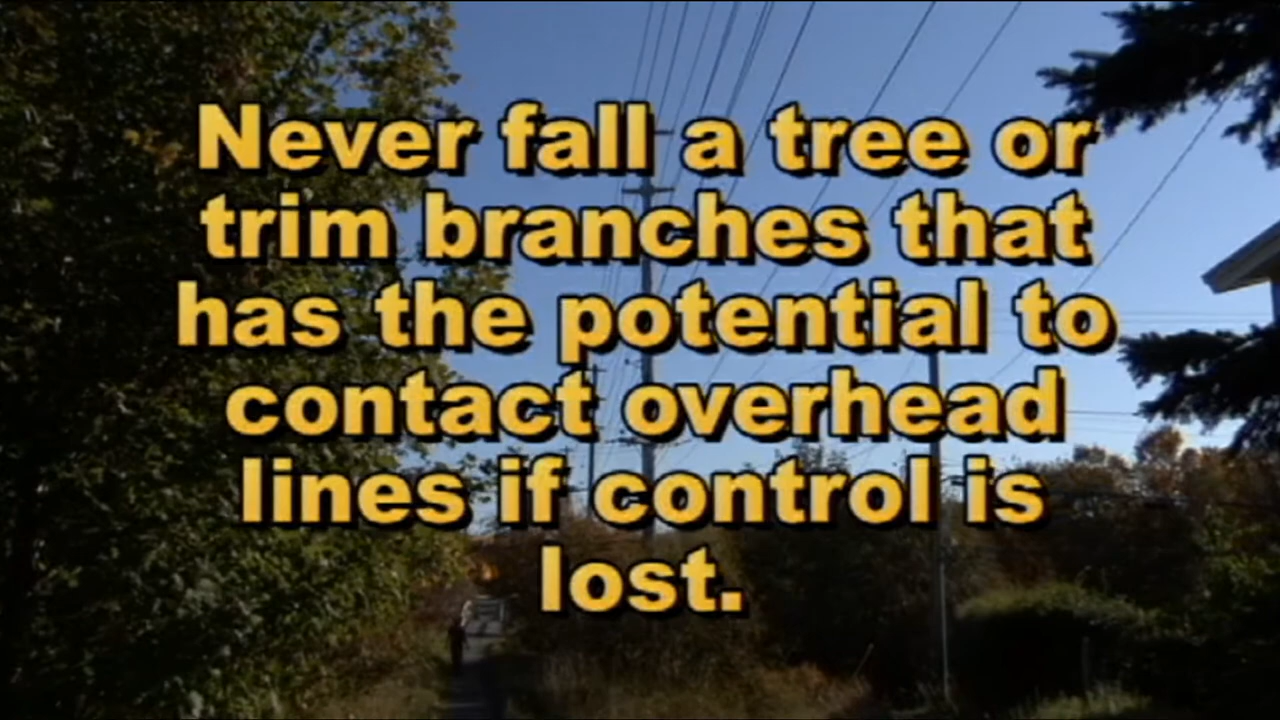 Never fall a tree or
trim branches that
has the potential to
contact overhead
lines if control is
lost.